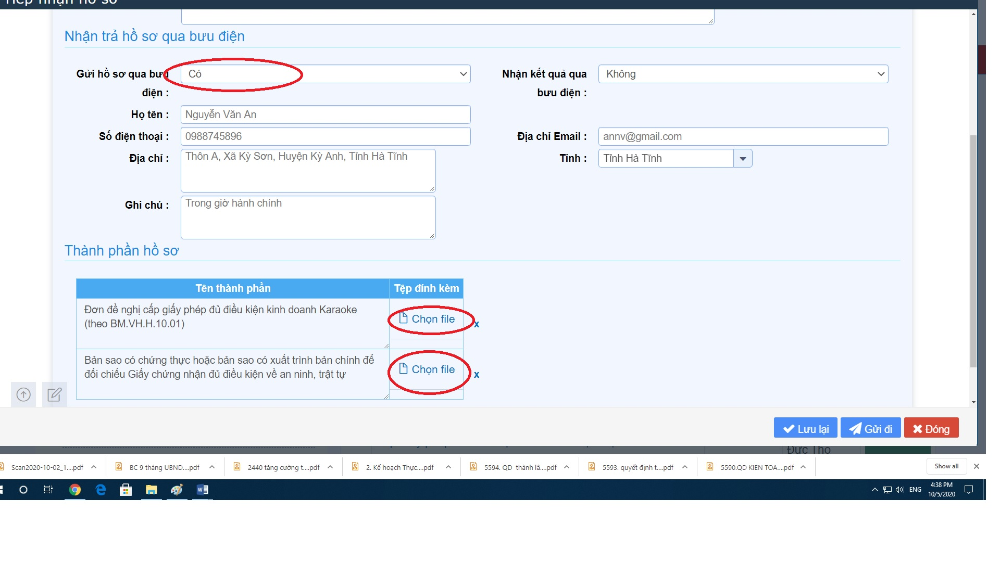 Tiếp nhận hồ sơ
Nhận trả hồ sơ qua bưu điện
Gửi hồ sơ qua bưu điện :
Có
Nhận kết quả qua bưu điện :
Không
Họ tên :
Nguyễn Văn An
Số điện thoại :
0988745896
Địa chỉ Email :
annv@gmail.com
Địa chỉ :
Thôn A, Xã Kỳ Sơn, Huyện Kỳ Anh, Tỉnh Hà Tĩnh
Tỉnh :
Tỉnh Hà Tĩnh
Ghi chú :
Trong giờ hành chính
Thành phần hồ sơ
Tên thành phần
Tệp đính kèm
Đơn đề nghị cấp giấy phép đủ điều kiện kinh doanh Karaoke
(theo BM.VH.H.10.01)
Chọn file
x
Bản sao có chứng thực hoặc bản sao có xuất trình bản chính để
đối chiếu Giấy chứng nhận đủ điều kiện về an ninh, trật tự
Chọn file
x
Lưu lại
Gửi đi
Đóng
Đức Thọ
Scan2020-10-02_1....pdf
BC 9 tháng UBND....pdf
2440 tăng cường t....pdf
2. Kế hoạch Thực....pdf
5594. QD thành lâ....pdf
5593. quyết định t....pdf
5590.QD KIEN TOA....pdf
Show all
ENG
4:38 PM
10/5/2020